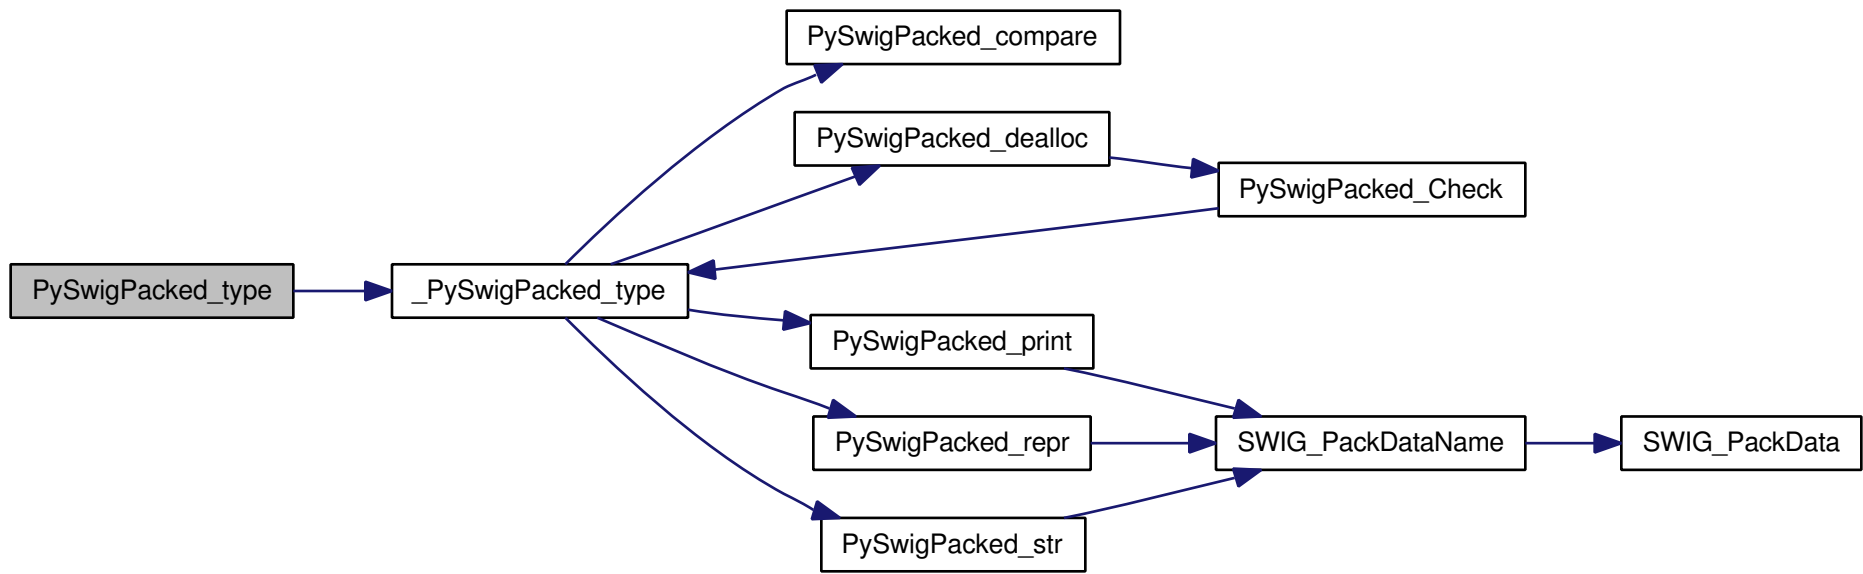 PySwigPacked_compare
PySwigPacked_dealloc
PySwigPacked_Check
PySwigPacked_type
_PySwigPacked_type
PySwigPacked_print
PySwigPacked_repr
SWIG_PackDataName
SWIG_PackData
PySwigPacked_str